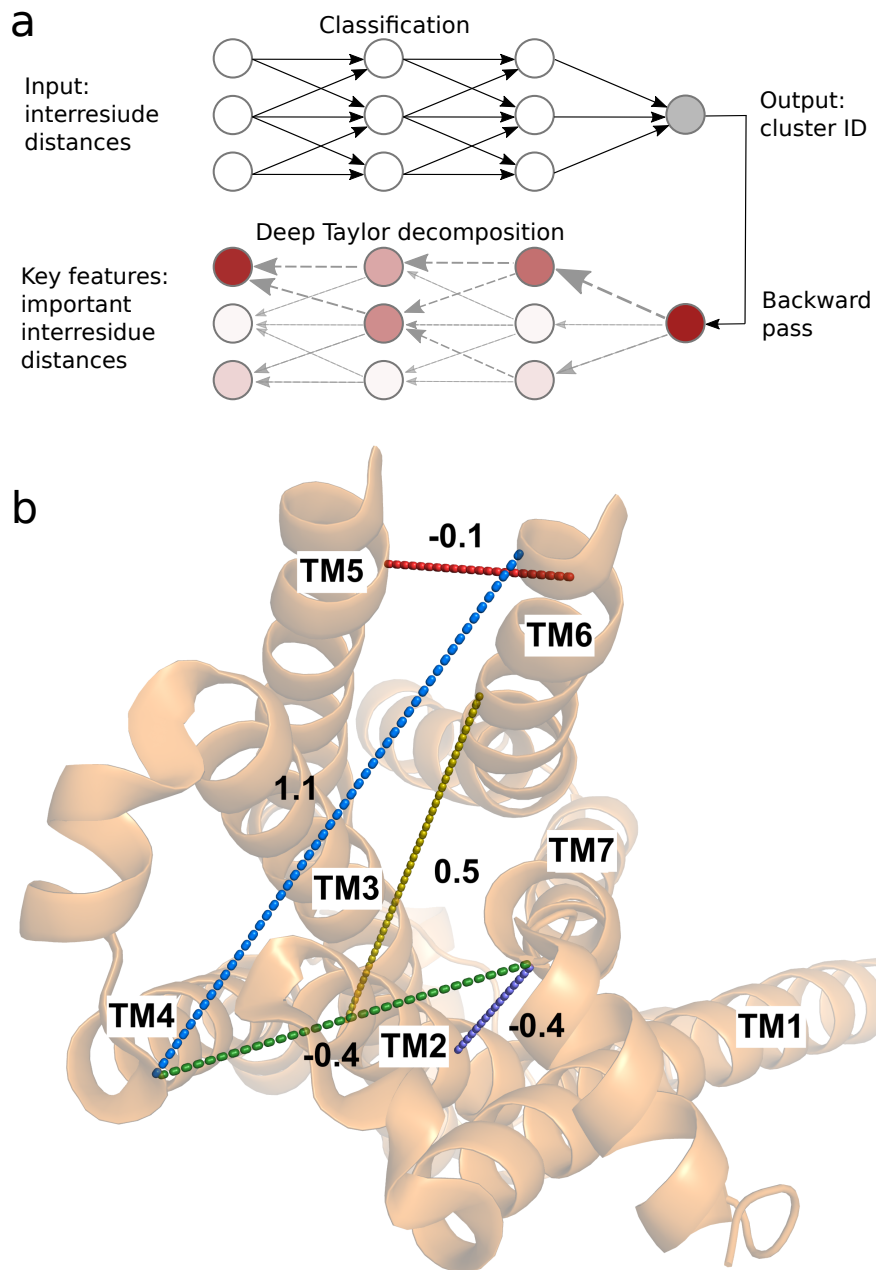 a
Classification
Input:
interresiude
distances
Output:
cluster ID
Deep Taylor decomposition
Key features:
important
interresidue
distances
Backward
pass
b
-0.1
TM5
TM6
1.1
TM7
TM3
0.5
TM4
-0.4
TM2
-0.4
TM1